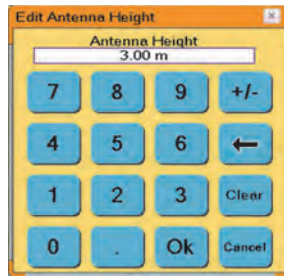 Edit Antenna Height
Antenna Height
3.00 m
7 8 9 +/-
4 5 6 ←
1 2 3 Clear
0 . Ok Cancel